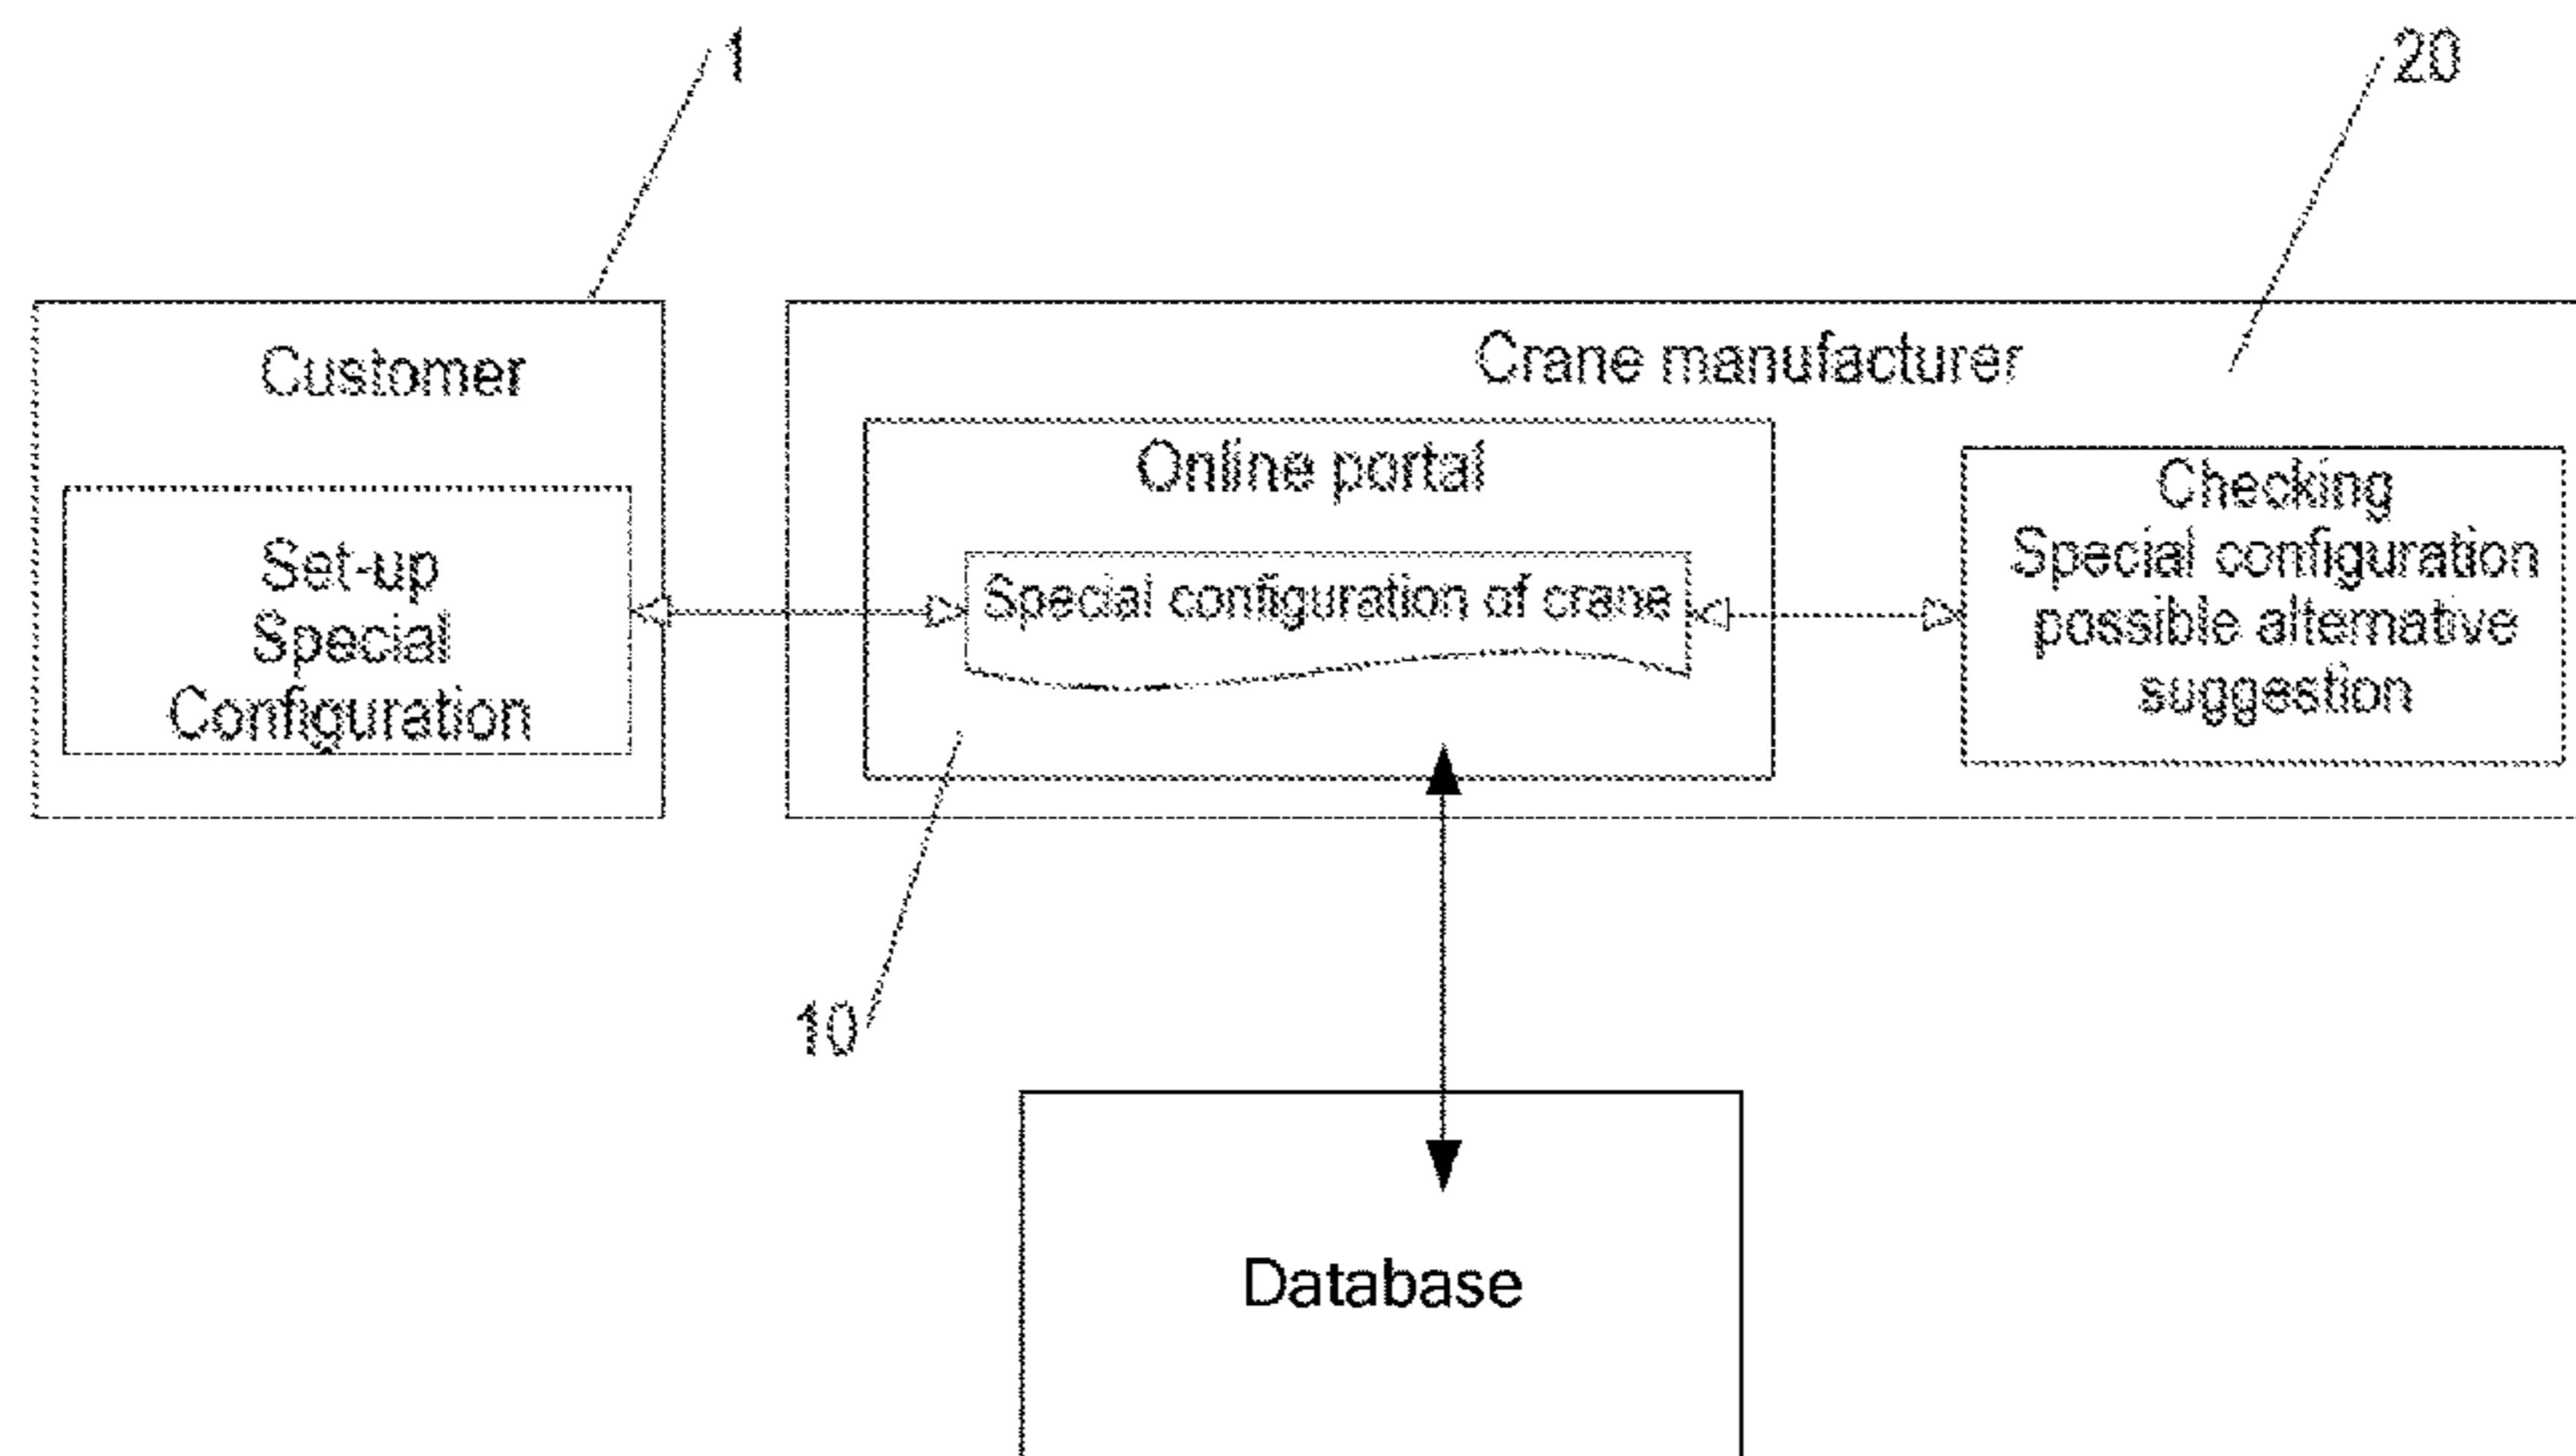 1
20
Customer
Crane manufacturer
Online portal
Set-up
Special
Configuration
Special configuration of crane
Checking
Special configuration
possible alternative
suggestion
10
Database